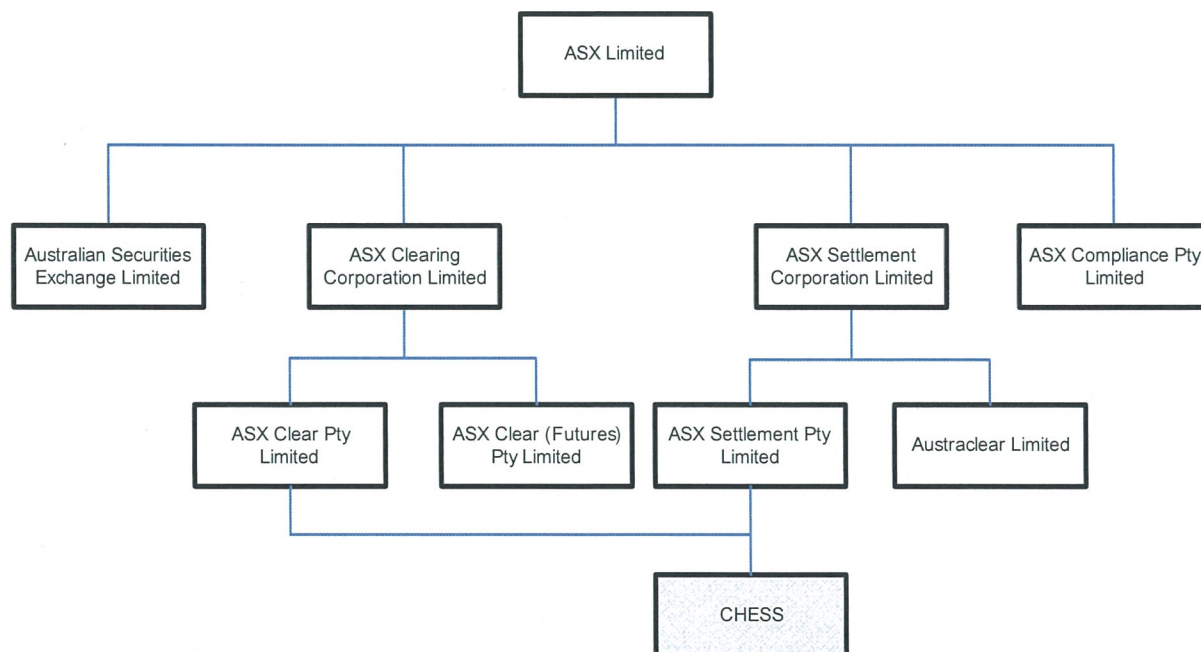 ASX Limited
Australian Securities
Exchange Limited
ASX Clearing
Corporation Limited
ASX Settlement
Corporation Limited
ASX Compliance Pty
Limited
ASX Clear Pty
Limited
ASX Clear (Futures)
Pty Limited
ASX Settlement Pty
Limited
Austraclear Limited
CHESS